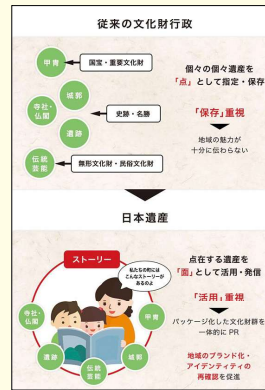 従来の文化財行政
甲冑
国宝・重要文化財
城郭
寺社・
仏閣
史跡・名勝
遺跡
伝統
芸能
無形文化財・民俗文化財
個々の個々遺産を
「点」として指定・保存
「保存」重視
地域の魅力が
十分に伝わらない
日本遺産
ストーリー
私たちの町には
こんなストーリーが
あるのよ
寺社・
仏閣
甲冑
遺跡
伝統
芸能
城郭
点在する遺産を
「面」として活用・発信
「活用」重視
パッケージ化した文化財群を
一体的に PR
地域のブランド化・
アイデンティティの
再確認を促進